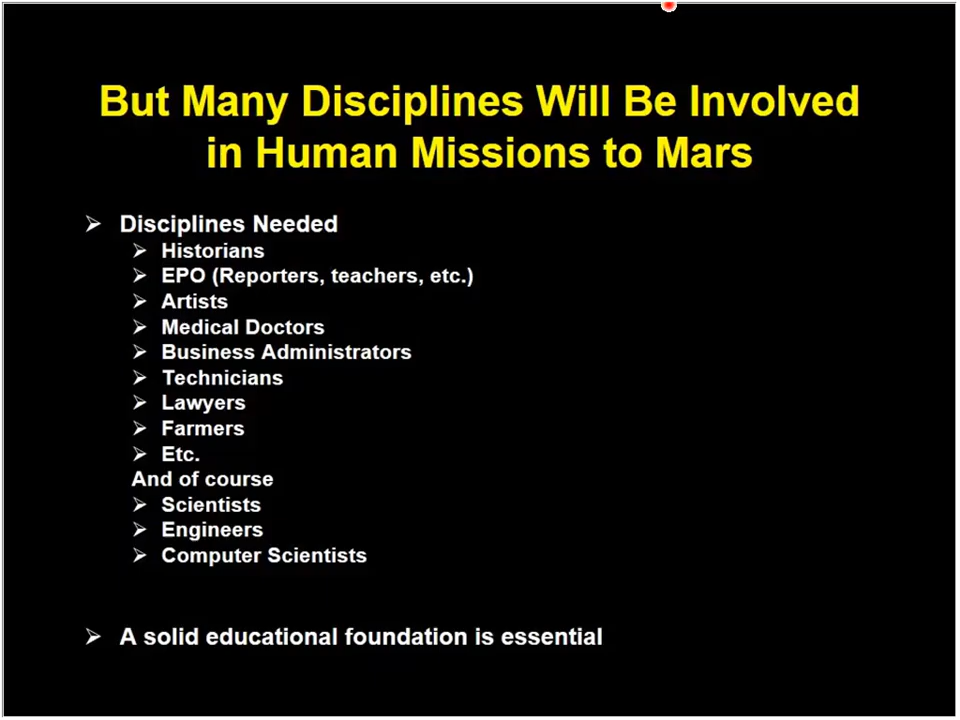 But Many Disciplines Will Be Involved
in Human Missions to Mars
Disciplines Needed
Historians
EPO (Reporters, teachers, etc.)
Artists
Medical Doctors
Business Administrators
Technicians
Lawyers
Farmers
Etc.
And of course
Scientists
Engineers
Computer Scientists
A solid educational foundation is essential